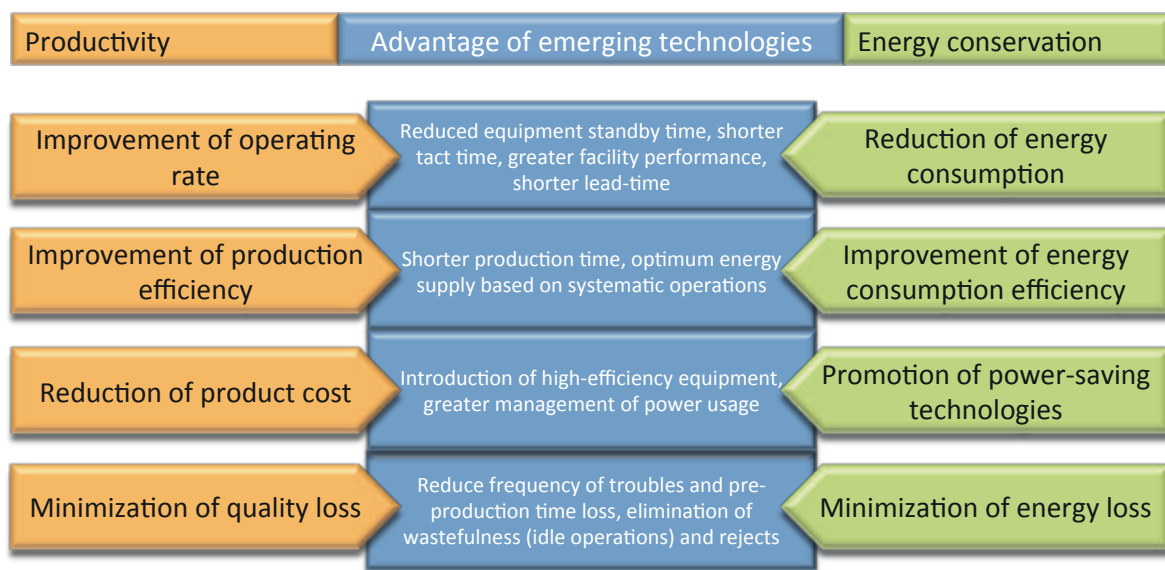 Productivity
Advantage of emerging technologies
Energy conservation
Improvement of operating
rate
Reduced equipment standby time, shorter
tact time, greater facility performance,
shorter lead-time
Reduction of energy
consumption
Improvement of production
efficiency
Shorter production time, optimum energy
supply based on systematic operations
Improvement of energy
consumption efficiency
Reduction of product cost
Introduction of high-efficiency equipment,
greater management of power usage
Promotion of power-saving
technologies
Minimization of quality loss
Reduce frequency of troubles and pre-
production time loss, elimination of
wastefulness (idle operations) and rejects
Minimization of energy loss